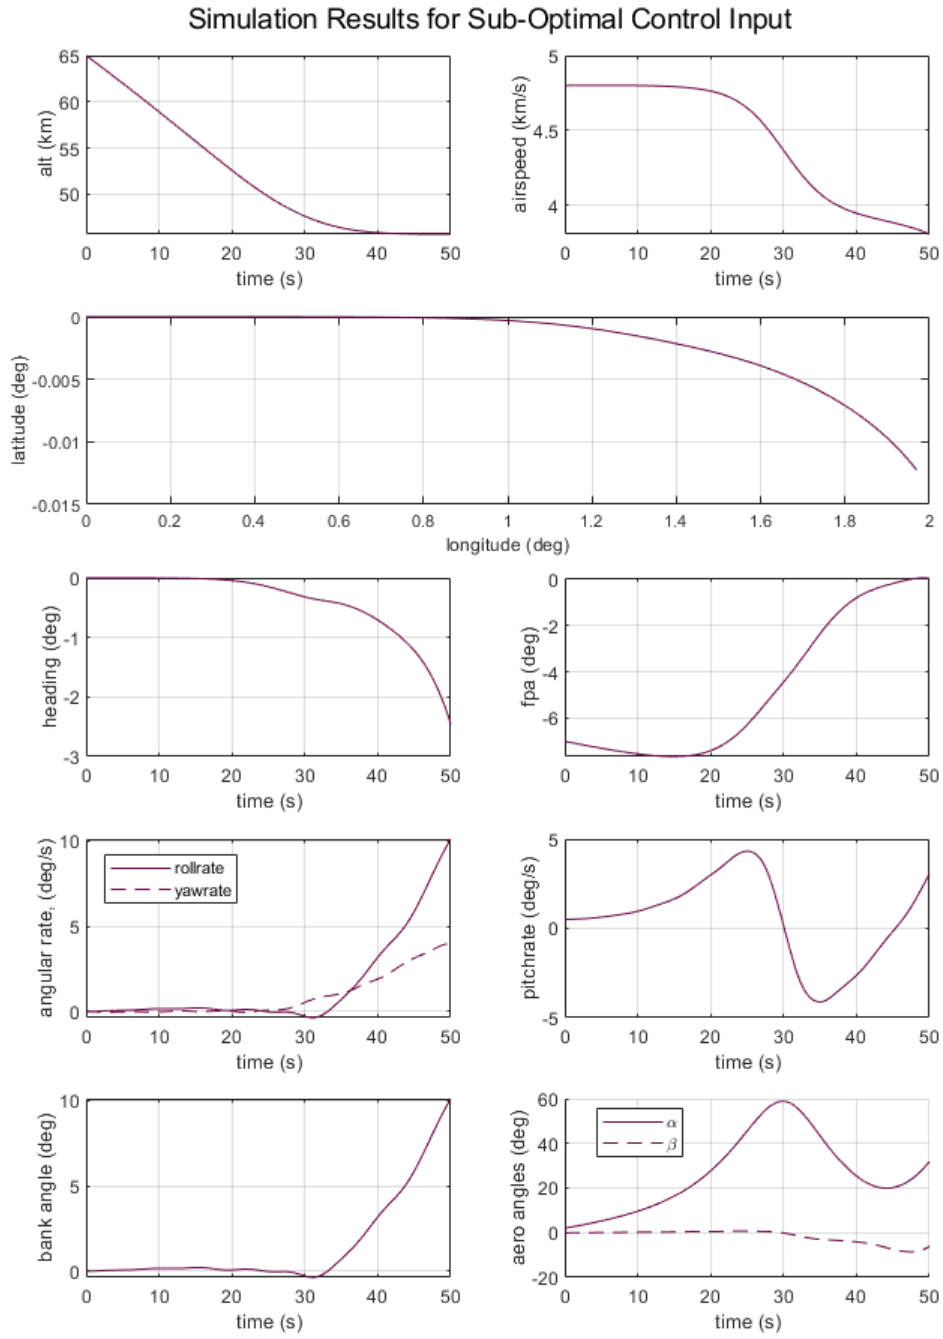 Simulation Results for Sub-Optimal Control Input
65
60
55
50
alt (km)
0 10 20 30 40 50
time (s)
5
4.5
4
airspeed (km/s)
0 10 20 30 40 50
time (s)
0
-0.005
-0.01
-0.015
latitude (deg)
0 0.2 0.4 0.6 0.8 1 1.2 1.4 1.6 1.8 2
longitude (deg)
0
-1
-2
-3
heading (deg)
0 10 20 30 40 50
time (s)
0
-2
-4
-6
fpa (deg)
0 10 20 30 40 50
time (s)
10
5
0
angular rate, (deg/s)
rollrate
yawrate
0 10 20 30 40 50
time (s)
5
0
-5
pitchrate (deg/s)
0 10 20 30 40 50
time (s)
10
5
0
bank angle (deg)
0 10 20 30 40 50
time (s)
60
40
20
0
-20
aero angles (deg)
α
β
0 10 20 30 40 50
time (s)